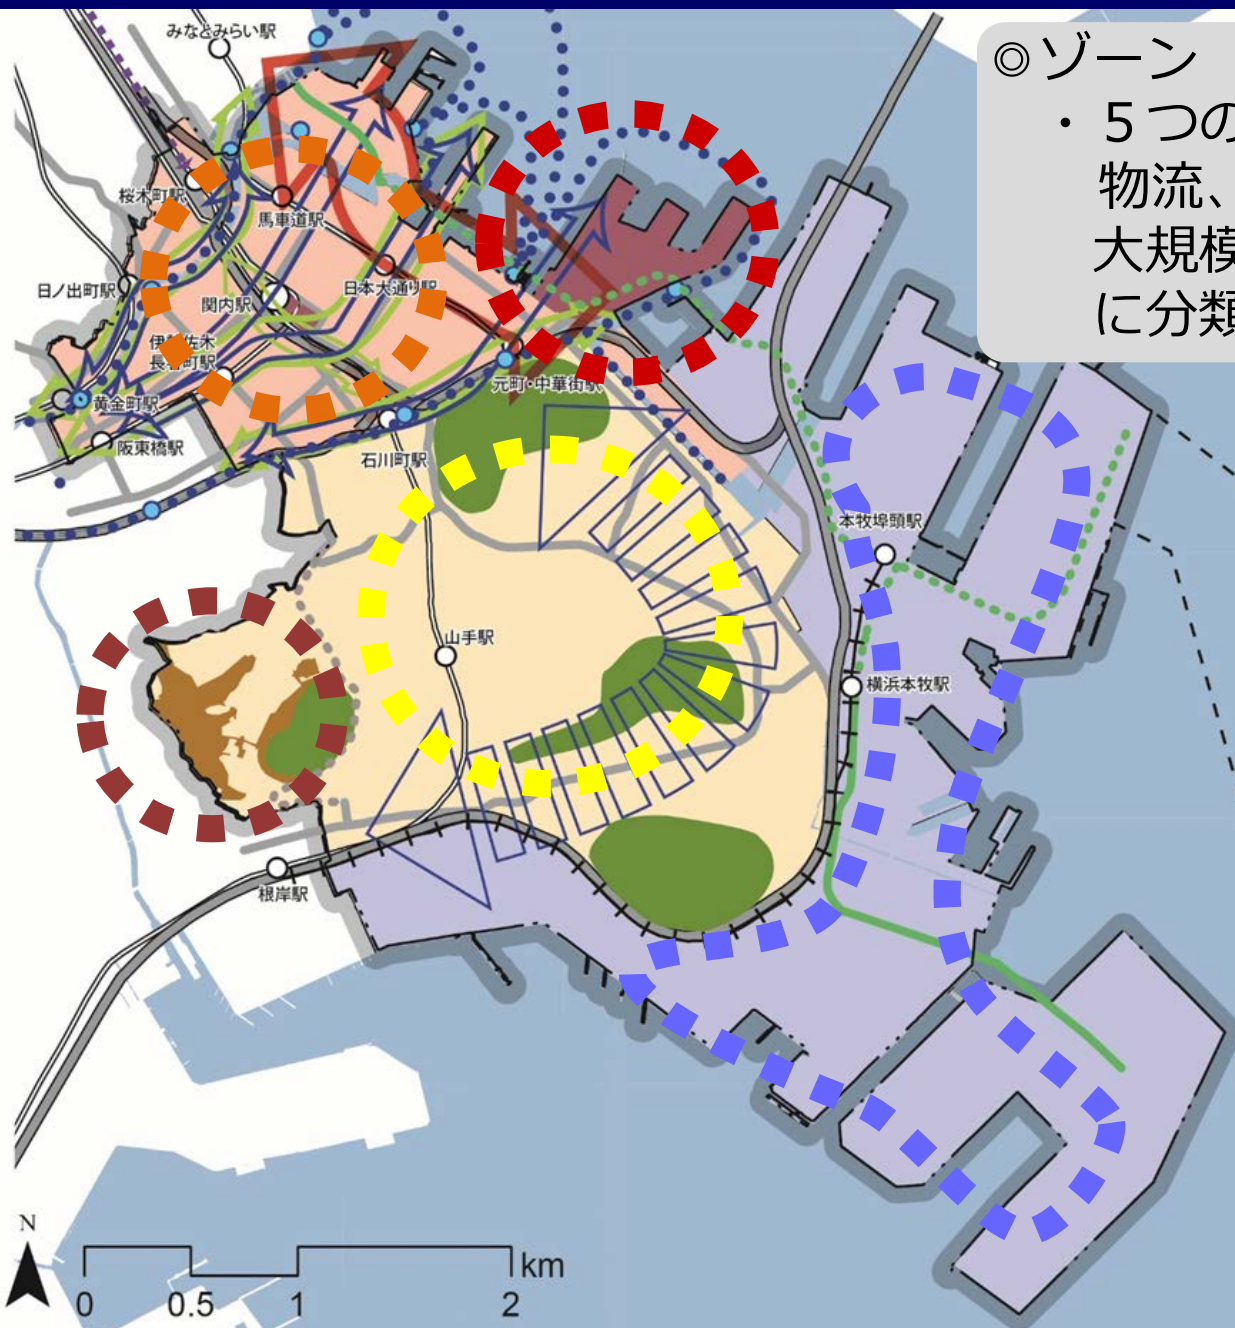 みなとみらい駅
◎ゾーン
・５つの
物流、
大規模
に分類
桜木町駅
馬車道駅
日ノ出町駅
日本大通り駅
関内駅
長者町駅
元町・中華街駅
黄金町駅
阪東橋駅
石川町駅
本牧埠頭駅
山手駅
横浜本牧駅
根岸駅
N
km
0 0.5 1 2